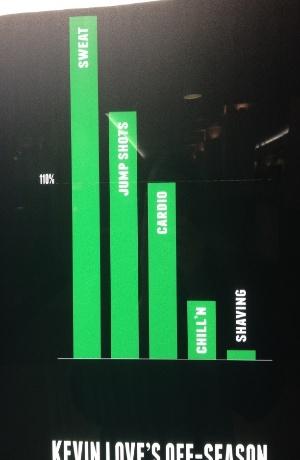 SWEAT
JUMP SHOTS
110%
CARDIO
CHILL'N
SHAVING
KEVIN LOVE'S OFF-SEASON